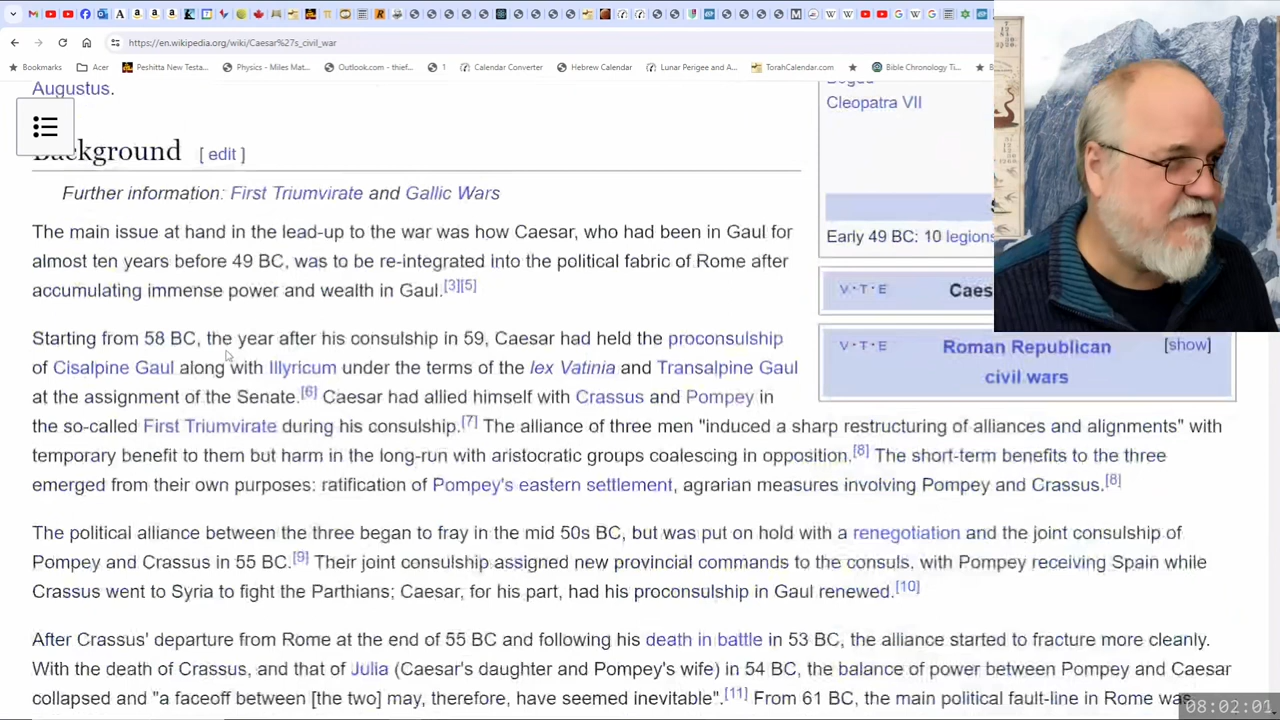 https://en.wikipedia.org/wiki/Caesar%27s_civil_war
Bookmarks Acer Peshitta New Testa... Physics - Miles Mat... Outlook.com - thief... 1 Calendar Converter Hebrew Calendar Lunar Perigee and A... TorahCalendar.com Bible Chronology Ti...
Augustus.
Cleopatra VII
Background [ edit ]
Further information: First Triumvirate and Gallic Wars
The main issue at hand in the lead-up to the war was how Caesar, who had been in Gaul for
almost ten years before 49 BC, was to be re-integrated into the political fabric of Rome after
accumulating immense power and wealth in Gaul.[3][5]
Early 49 BC: 10 legions
V · T · E Caes
V · T · E Roman Republican [show]
civil wars
Starting from 58 BC, the year after his consulship in 59, Caesar had held the proconsulship
of Cisalpine Gaul along with Illyricum under the terms of the lex Vatinia and Transalpine Gaul
at the assignment of the Senate.[6] Caesar had allied himself with Crassus and Pompey in
the so-called First Triumvirate during his consulship.[7] The alliance of three men "induced a sharp restructuring of alliances and alignments" with
temporary benefit to them but harm in the long-run with aristocratic groups coalescing in opposition.[8] The short-term benefits to the three
emerged from their own purposes: ratification of Pompey's eastern settlement, agrarian measures involving Pompey and Crassus.[8]
The political alliance between the three began to fray in the mid 50s BC, but was put on hold with a renegotiation and the joint consulship of
Pompey and Crassus in 55 BC.[9] Their joint consulship assigned new provincial commands to the consuls, with Pompey receiving Spain while
Crassus went to Syria to fight the Parthians; Caesar, for his part, had his proconsulship in Gaul renewed.[10]
After Crassus' departure from Rome at the end of 55 BC and following his death in battle in 53 BC, the alliance started to fracture more cleanly.
With the death of Crassus, and that of Julia (Caesar's daughter and Pompey's wife) in 54 BC, the balance of power between Pompey and Caesar
collapsed and "a faceoff between [the two] may, therefore, have seemed inevitable".[11] From 61 BC, the main political fault-line in Rome was
08:02:01